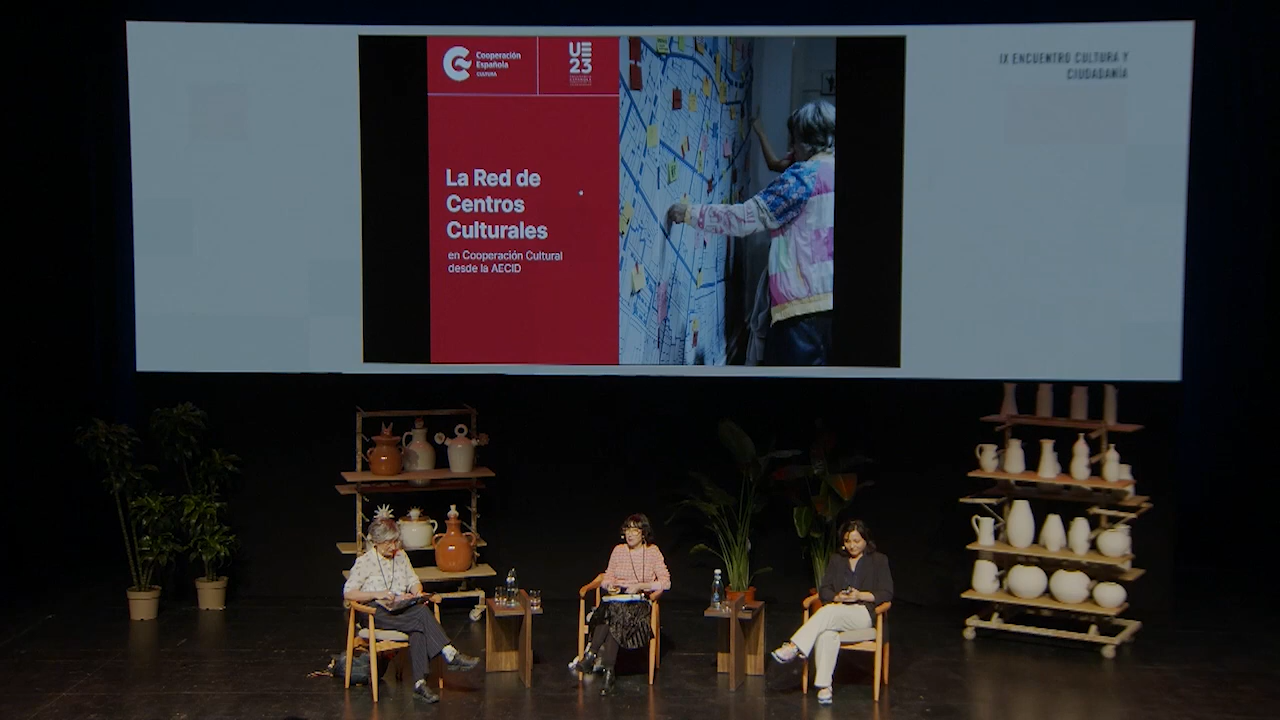 Cooperación
Española
CULTURA
UE
23
La Red de
Centros
Culturales
en Cooperación Cultural
desde la AECID
IX ENCUENTRO CULTURA Y
CIUDADANÍA